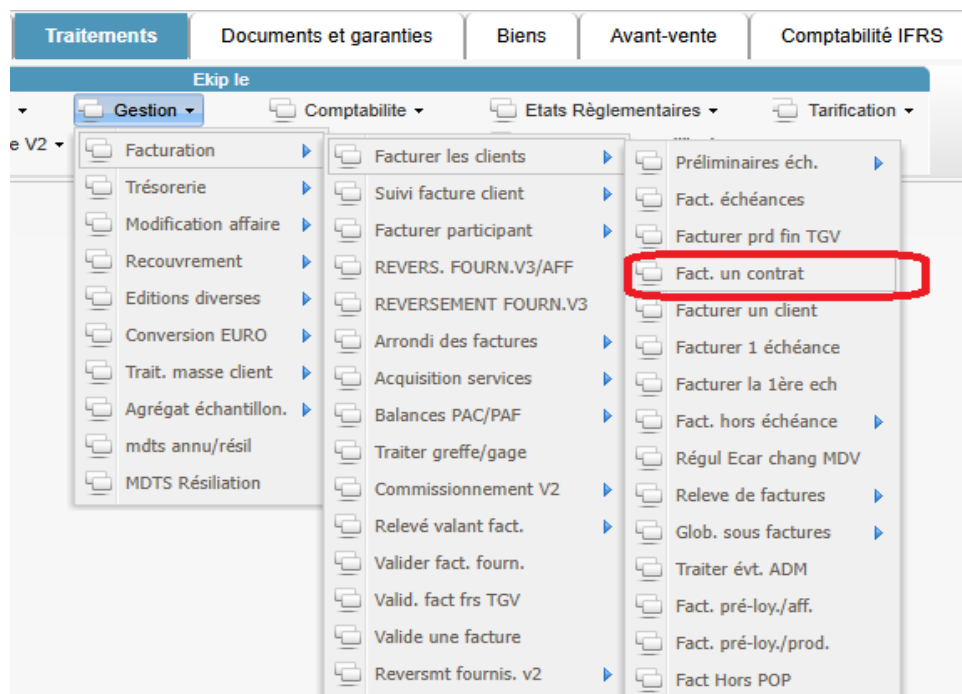 Traitements
Documents et garanties
Biens
Avant-vente
Comptabilité IFRS
Ekip le
Gestion
Comptabilite
Etats Règlementaires
Tarification
e V2
Facturation
Trésorerie
Modification affaire
Recouvrement
Editions diverses
Conversion EURO
Trait. masse client
Agrégat échantillon.
mdts annu/résil
MDTS Résiliation
Facturer les clients
Suivi facture client
Facturer participant
REVERS. FOURN.V3/AFF
REVERSEMENT FOURN.V3
Arrondi des factures
Acquisition services
Balances PAC/PAF
Traiter greffe/gage
Commissionnement V2
Relevé valant fact.
Valider fact. fourn.
Valid. fact frs TGV
Valide une facture
Reversmt fournis. v2
Préliminaires éch.
Fact. échéances
Facturer prd fin TGV
Fact. un contrat
Facturer un client
Facturer 1 échéance
Facturer la 1ère ech
Fact. hors échéance
Régul Ecar chang MDV
Releve de factures
Glob. sous factures
Traiter évt. ADM
Fact. pré-loy./aff.
Fact. pré-loy./prod.
Fact Hors POP